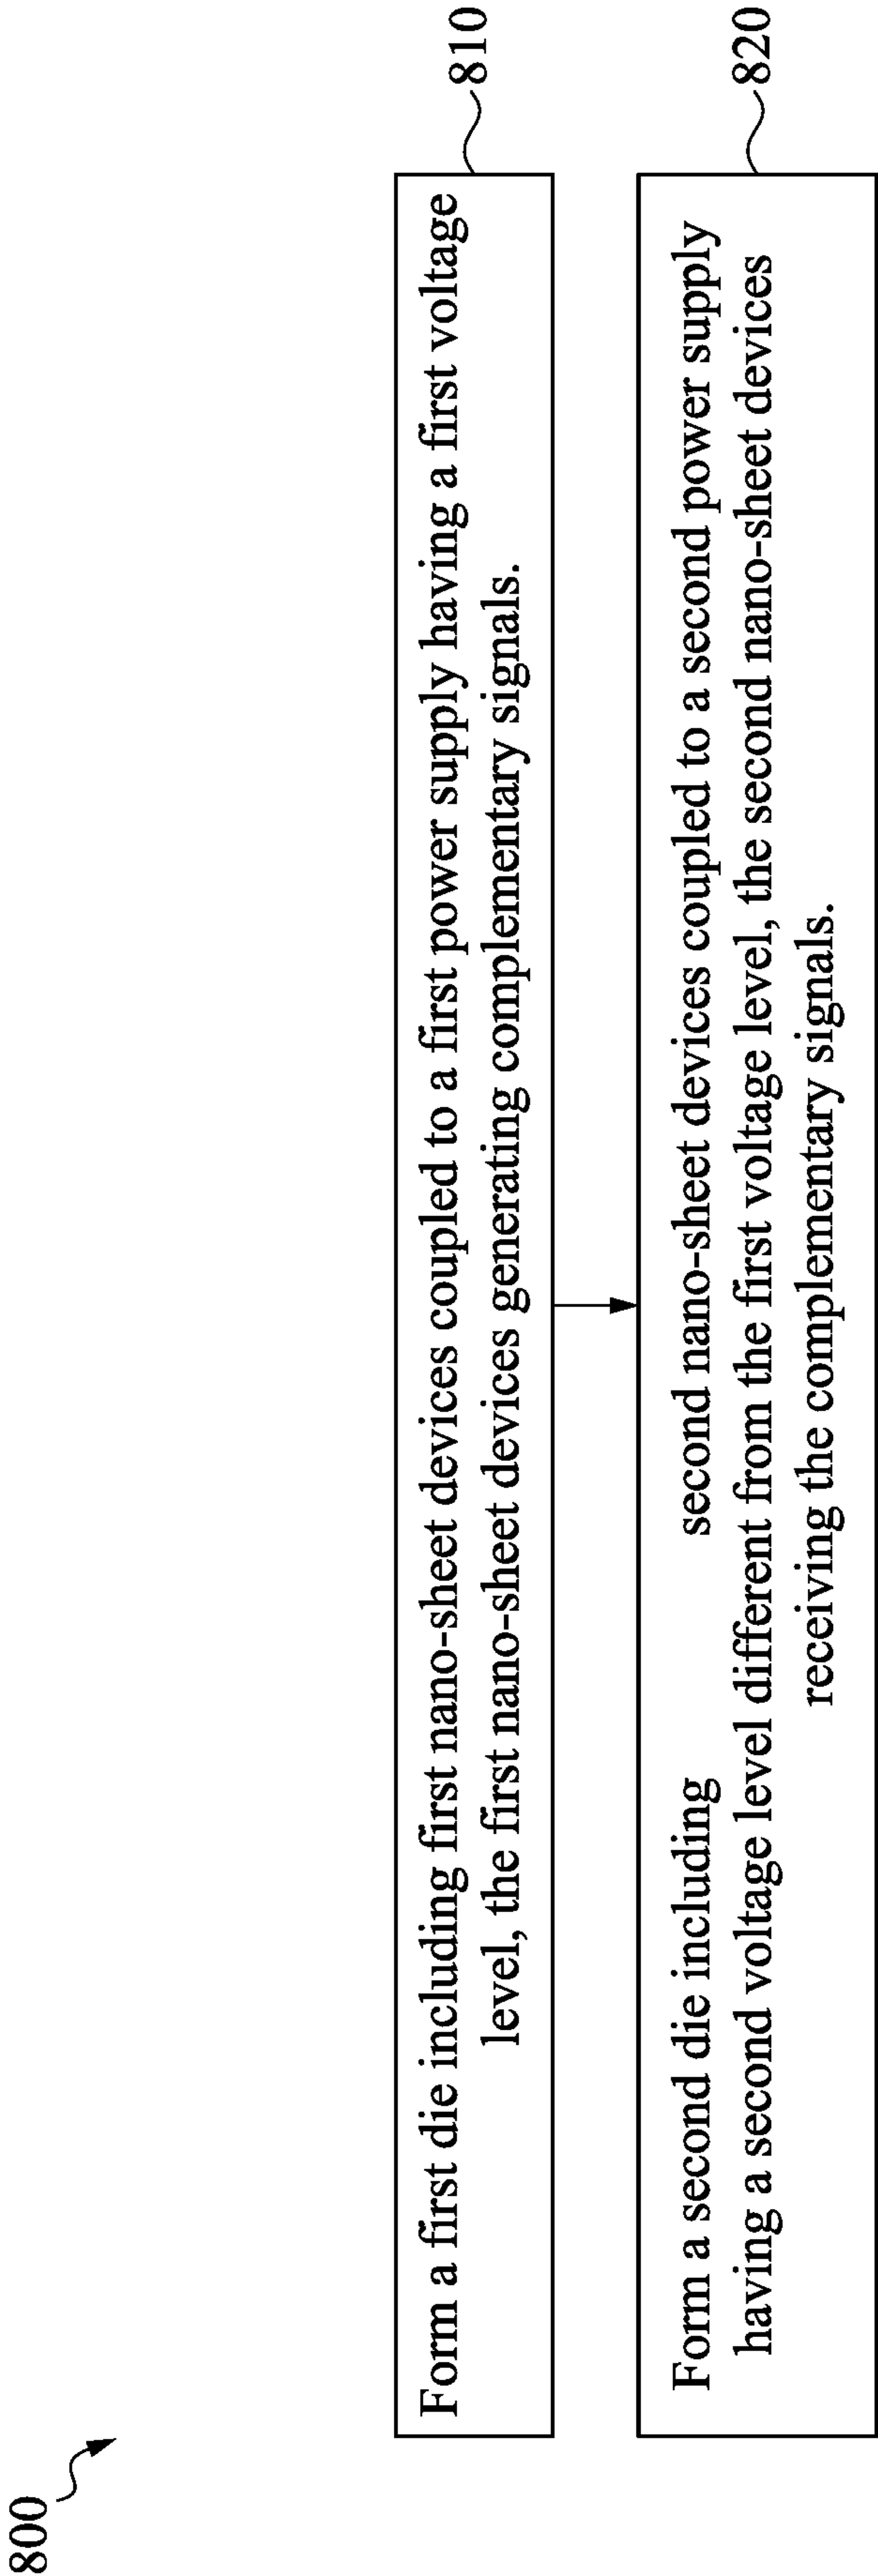 800
Form a first die including first nano-sheet devices coupled to a first power supply having a first voltage
level, the first nano-sheet devices generating complementary signals.
810
Form a second die including second nano-sheet devices coupled to a second power supply
having a second voltage level different from the first voltage level, the second nano-sheet devices
receiving the complementary signals.
820